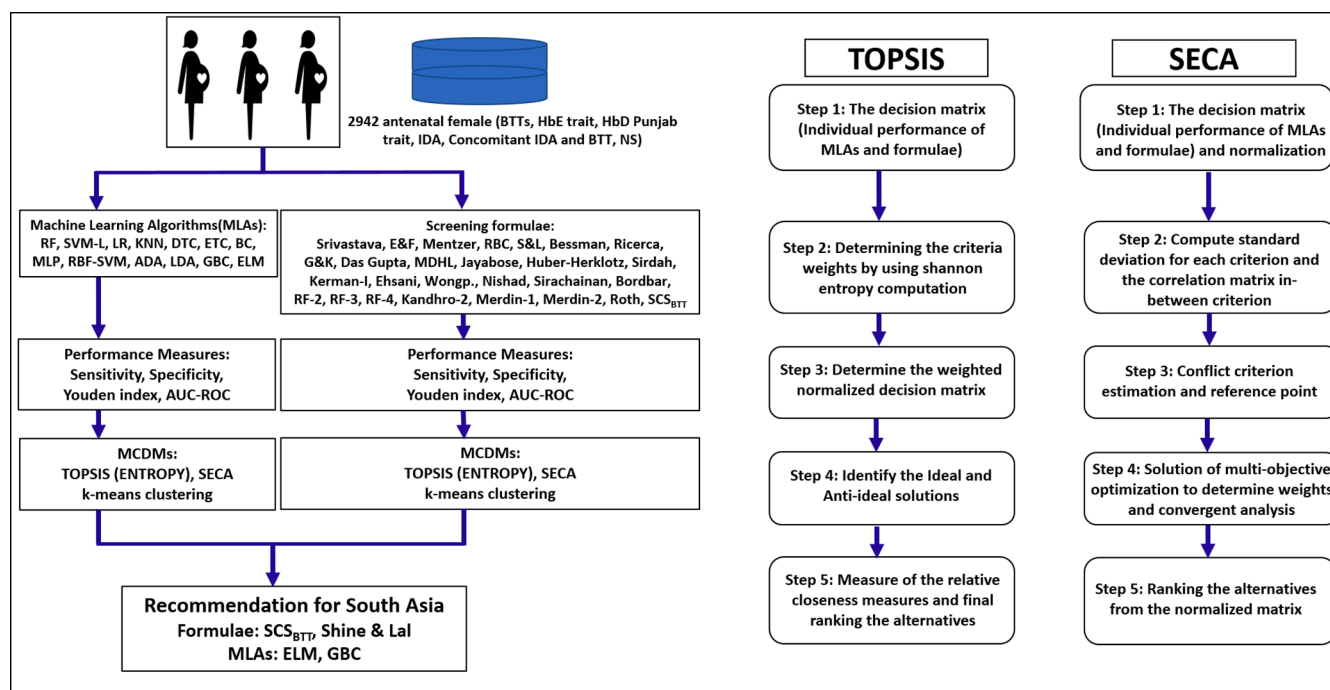 2942 antenatal female (BTTs, HbE trait, HbD Punjab
trait, IDA, Concomitant IDA and BTT, NS)
Machine Learning Algorithms(MLAs):
RF, SVM-L, LR, KNN, DTC, ETC, BC,
MLP, RBF-SVM, ADA, LDA, GBC, ELM
Screening formulae:
Srivastava, E&F, Mentzer, RBC, S&L, Bessman, Ricerca,
G&K, Das Gupta, MDHL, Jayabose, Huber-Herklotz, Sirdah,
Kerman-I, Ehsani, Wongp., Nishad, Sirachainan, Bordbar,
RF-2, RF-3, RF-4, Kandhro-2, Merdin-1, Merdin-2, Roth, SCSBTT
Performance Measures:
Sensitivity, Specificity,
Youden index, AUC-ROC
Performance Measures:
Sensitivity, Specificity,
Youden index, AUC-ROC
MCDMs:
TOPSIS (ENTROPY), SECA
k-means clustering
MCDMs:
TOPSIS (ENTROPY), SECA
k-means clustering
Recommendation for South Asia
Formulae: SCSBTT, Shine & Lal
MLAs: ELM, GBC
TOPSIS
Step 1: The decision matrix
(Individual performance of
MLAs and formulae)
Step 2: Determining the criteria
weights by using shannon
entropy computation
Step 3: Determine the weighted
normalized decision matrix
Step 4: Identify the Ideal and
Anti-ideal solutions
Step 5: Measure of the relative
closeness measures and final
ranking the alternatives
SECA
Step 1: The decision matrix
(Individual performance of MLAs
and formulae) and normalization
Step 2: Compute standard
deviation for each criterion and
the correlation matrix in-
between criterion
Step 3: Conflict criterion
estimation and reference point
Step 4: Solution of multi-objective
optimization to determine weights
and convergent analysis
Step 5: Ranking the alternatives
from the normalized matrix